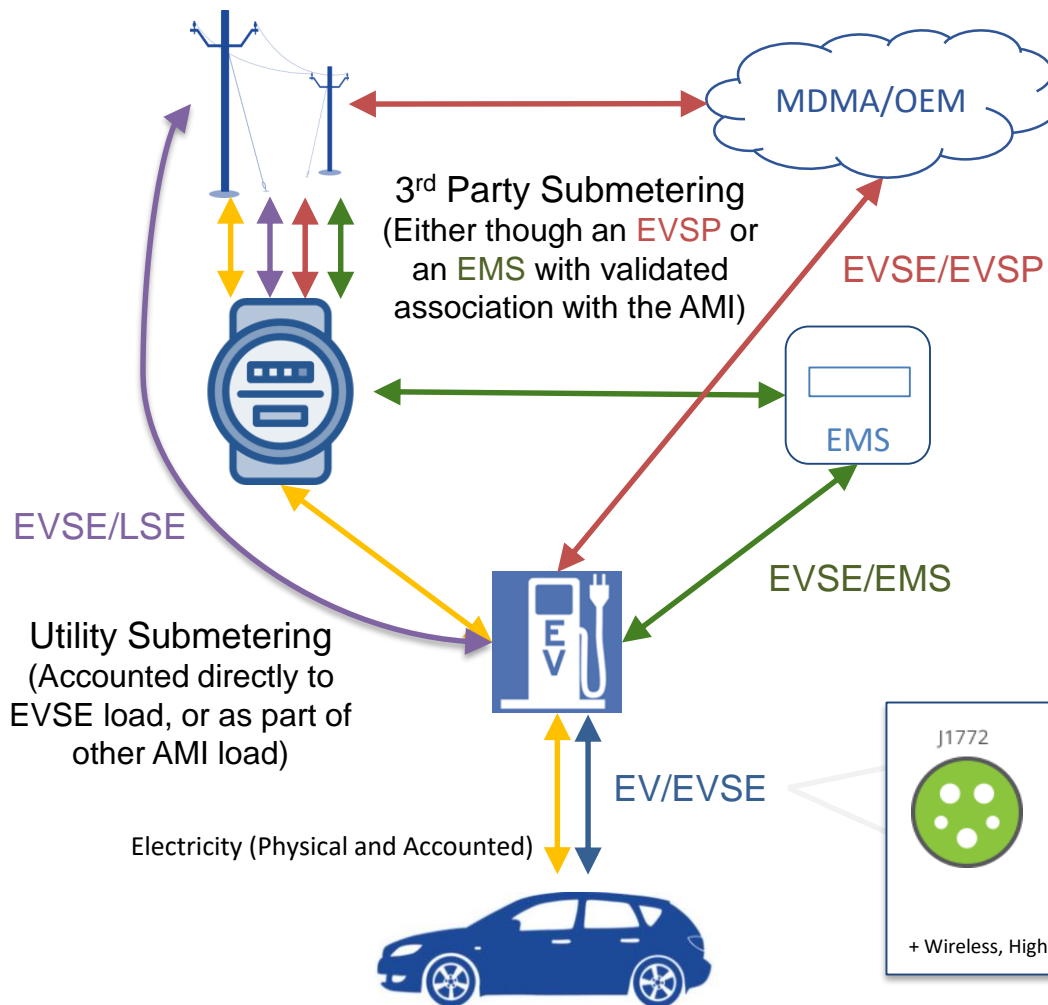 MDMA/OEM
3rd Party Submetering
(Either though an EVSP or
an EMS with validated
association with the AMI)
EVSE/EVSP
EMS
EVSE/LSE
EVSE/EMS
Utility Submetering
(Accounted directly to
EVSE load, or as part of
other AMI load)
E
V
J1772
EV/EVSE
Electricity (Physical and Accounted)
+ Wireless, High